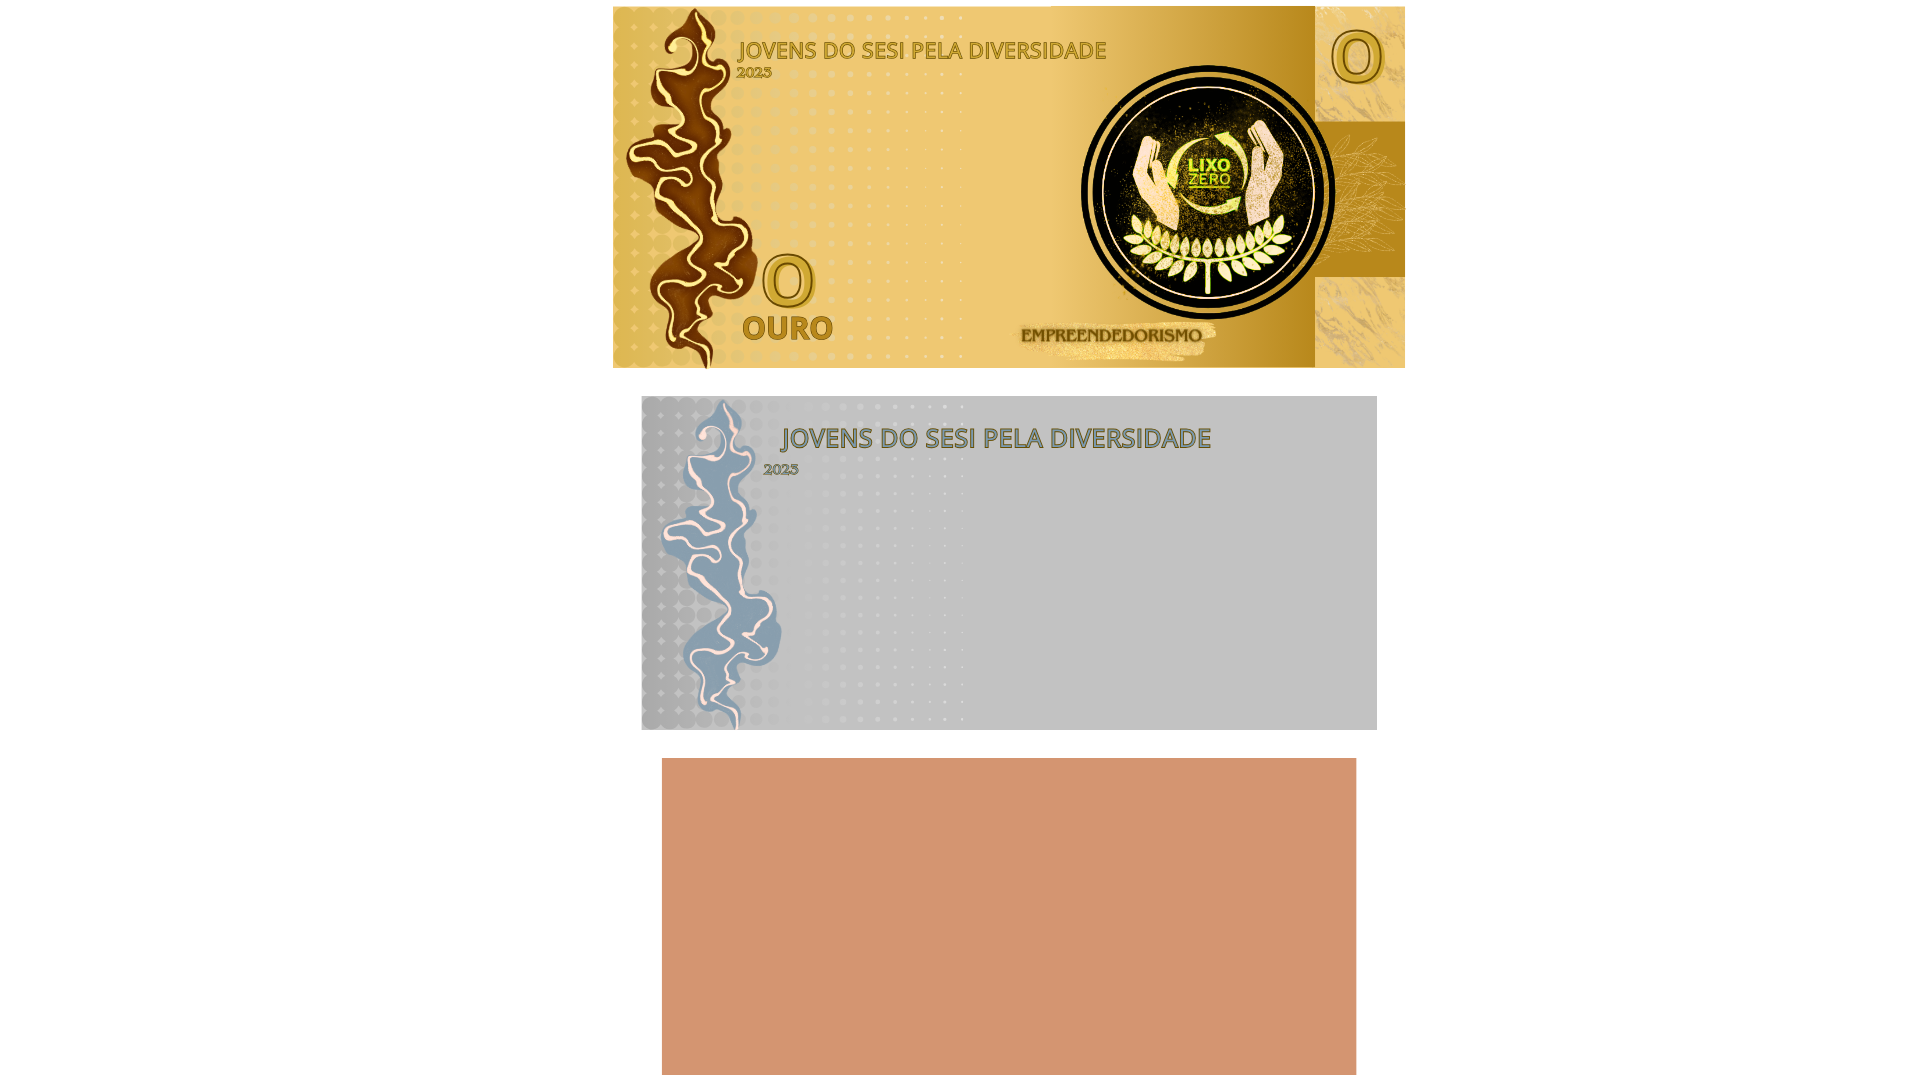 JOVENS DO SESI PELA DIVERSIDADE
2023
O
LIXO
ZERO
O
OURO
EMPREENDEDORISMO
JOVENS DO SESI PELA DIVERSIDADE
2023